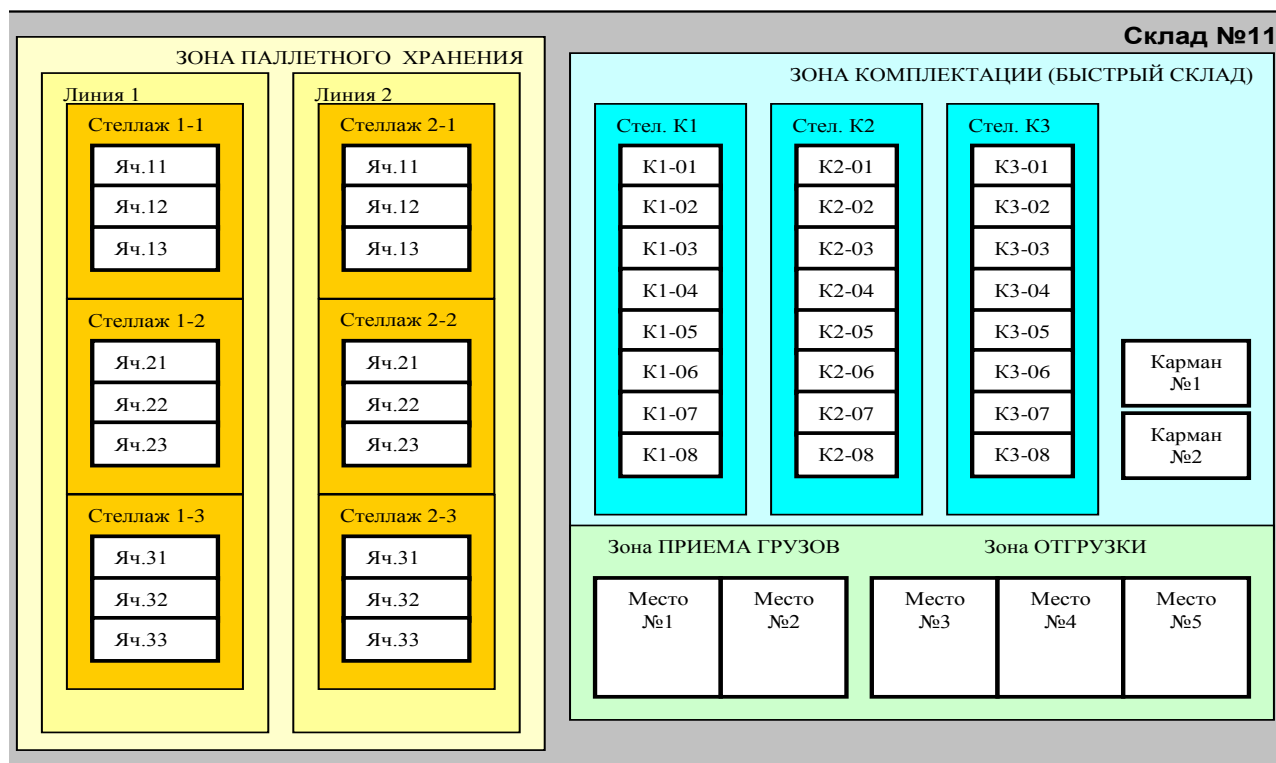 Склад №11
ЗОНА ПАЛЛЕТНОГО ХРАНЕНИЯ
Линия 1
Стеллаж 1-1
Яч.11
Яч.12
Яч.13
Стеллаж 1-2
Яч.21
Яч.22
Яч.23
Стеллаж 1-3
Яч.31
Яч.32
Яч.33
Линия 2
Стеллаж 2-1
Яч.11
Яч.12
Яч.13
Стеллаж 2-2
Яч.21
Яч.22
Яч.23
Стеллаж 2-3
Яч.31
Яч.32
Яч.33
ЗОНА КОМПЛЕКТАЦИИ (БЫСТРЫЙ СКЛАД)
Стел. К1
К1-01
К1-02
К1-03
К1-04
К1-05
К1-06
К1-07
К1-08
Стел. К2
К2-01
К2-02
К2-03
К2-04
К2-05
К2-06
К2-07
К2-08
Стел. К3
К3-01
К3-02
К3-03
К3-04
К3-05
К3-06
К3-07
К3-08
Карман
№1
Карман
№2
Зона ПРИЕМА ГРУЗОВ
Место
№1
Место
№2
Зона ОТГРУЗКИ
Место
№3
Место
№4
Место
№5